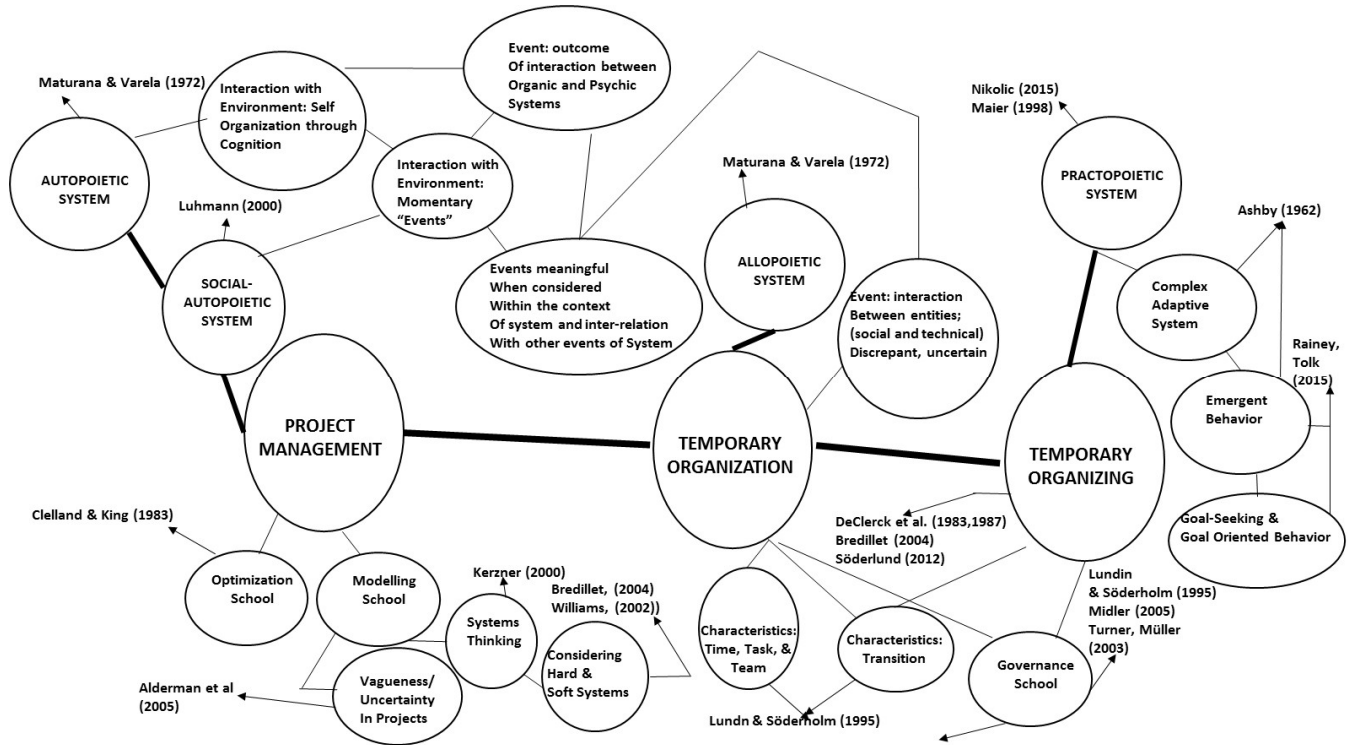 Maturana & Varela (1972)
AUTOPOIETIC
SYSTEM
Interaction with
Environment: Self
Organization through
Cognition
Event: outcome
Of interaction between
Organic and Psychic
Systems
Interaction with
Environment:
Momentary
“Events”
Luhmann (2000)
SOCIAL-
AUTOPOIETIC
SYSTEM
Events meaningful
When considered
Within the context
Of system and inter-relation
With other events of System
Maturana & Varela (1972)
ALLOPOIETIC
SYSTEM
Event: interaction
Between entities;
(social and technical)
Discrepant, uncertain
Nikolic (2015)
Maier (1998)
PRACTOPOIETIC
SYSTEM
Ashby (1962)
Complex
Adaptive
System
Rainey,
Tolk
(2015)
Emergent
Behavior
Goal-Seeking &
Goal Oriented Behavior
PROJECT
MANAGEMENT
TEMPORARY
ORGANIZATION
TEMPORARY
ORGANIZING
Clelland & King (1983)
Optimization
School
Modelling
School
Kerzner (2000)
Systems
Thinking
Bredillet, (2004)
Williams, (2002))
Considering
Hard &
Soft Systems
Alderman et al
(2005)
Vagueness/
Uncertainty
In Projects
DeClerck et al. (1983,1987)
Bredillet (2004)
Söderlund (2012)
Characteristics:
Time, Task, &
Team
Characteristics:
Transition
Lundn & Söderholm (1995)
Governance
School
Lundin
& Söderholm (1995)
Midler (2005)
Turner, Müller
(2003)